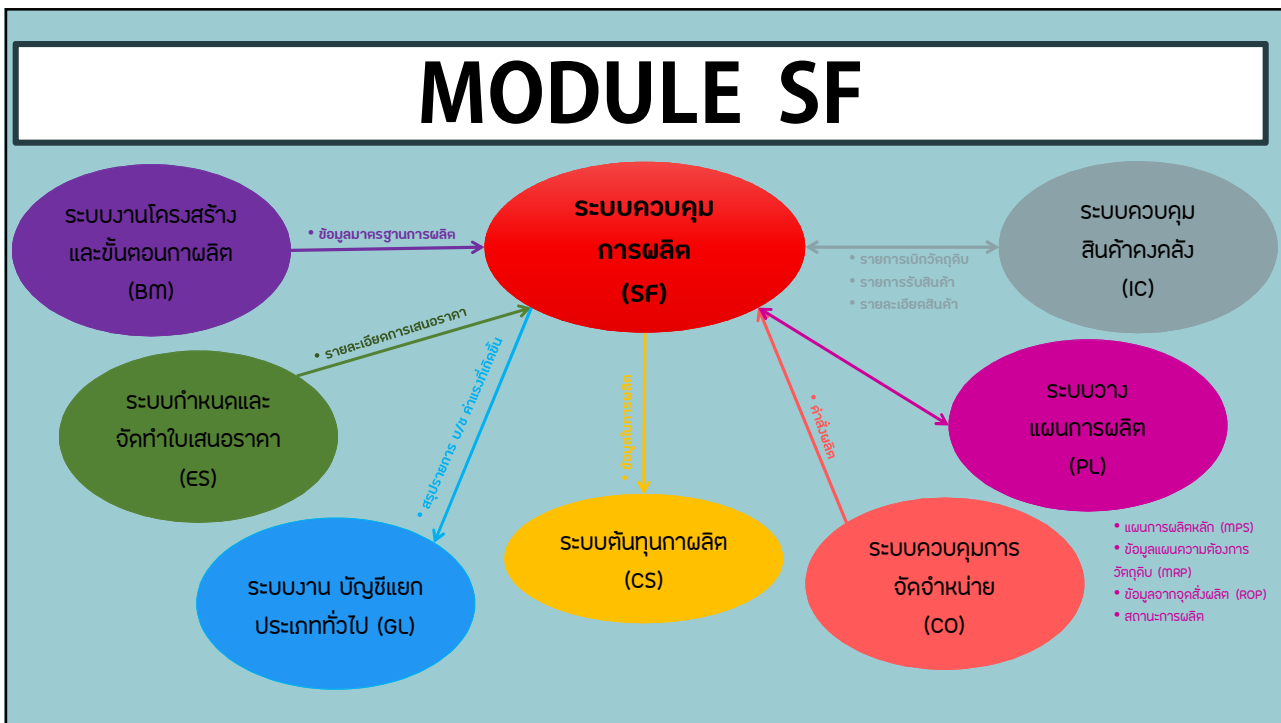 MODULE SF
ระบบงานโครงสร้าง
และขั้นตอนกาผลิต
(BM)
• ข้อมูลมาตรฐานการผลิต
ระบบควบคุม
การผลิต
(SF)
• รายการเบิกวัตถุดิบ
• รายการรับสินค้า
• รายละเอียดสินค้า
ระบบควบคุม
สินค้าคงคลัง
(IC)
• รายละเอียดการเสนอราคา
ระบบกำหนดและ
จัดทำใบเสนอราคา
(ES)
• สรุปรายการ บ/ช ค่าแรงที่เกิดขึ้น
• ข้อมูลในการผลิต
• คำสั่งผลิต
ระบบวาง
แผนการผลิต
(PL)
• แผนการผลิตหลัก (MPS)
• ข้อมูลแผนความต้องการ
วัตถุดิบ (MRP)
• ข้อมูลจากจุดสั่งผลิต (ROP)
• สถานะการผลิต
ระบบงาน บัญชีแยก
ประเภททั่วไป (GL)
ระบบต้นทุนกาผลิต
(CS)
ระบบควบคุมการ
จัดจำหน่าย
(CO)